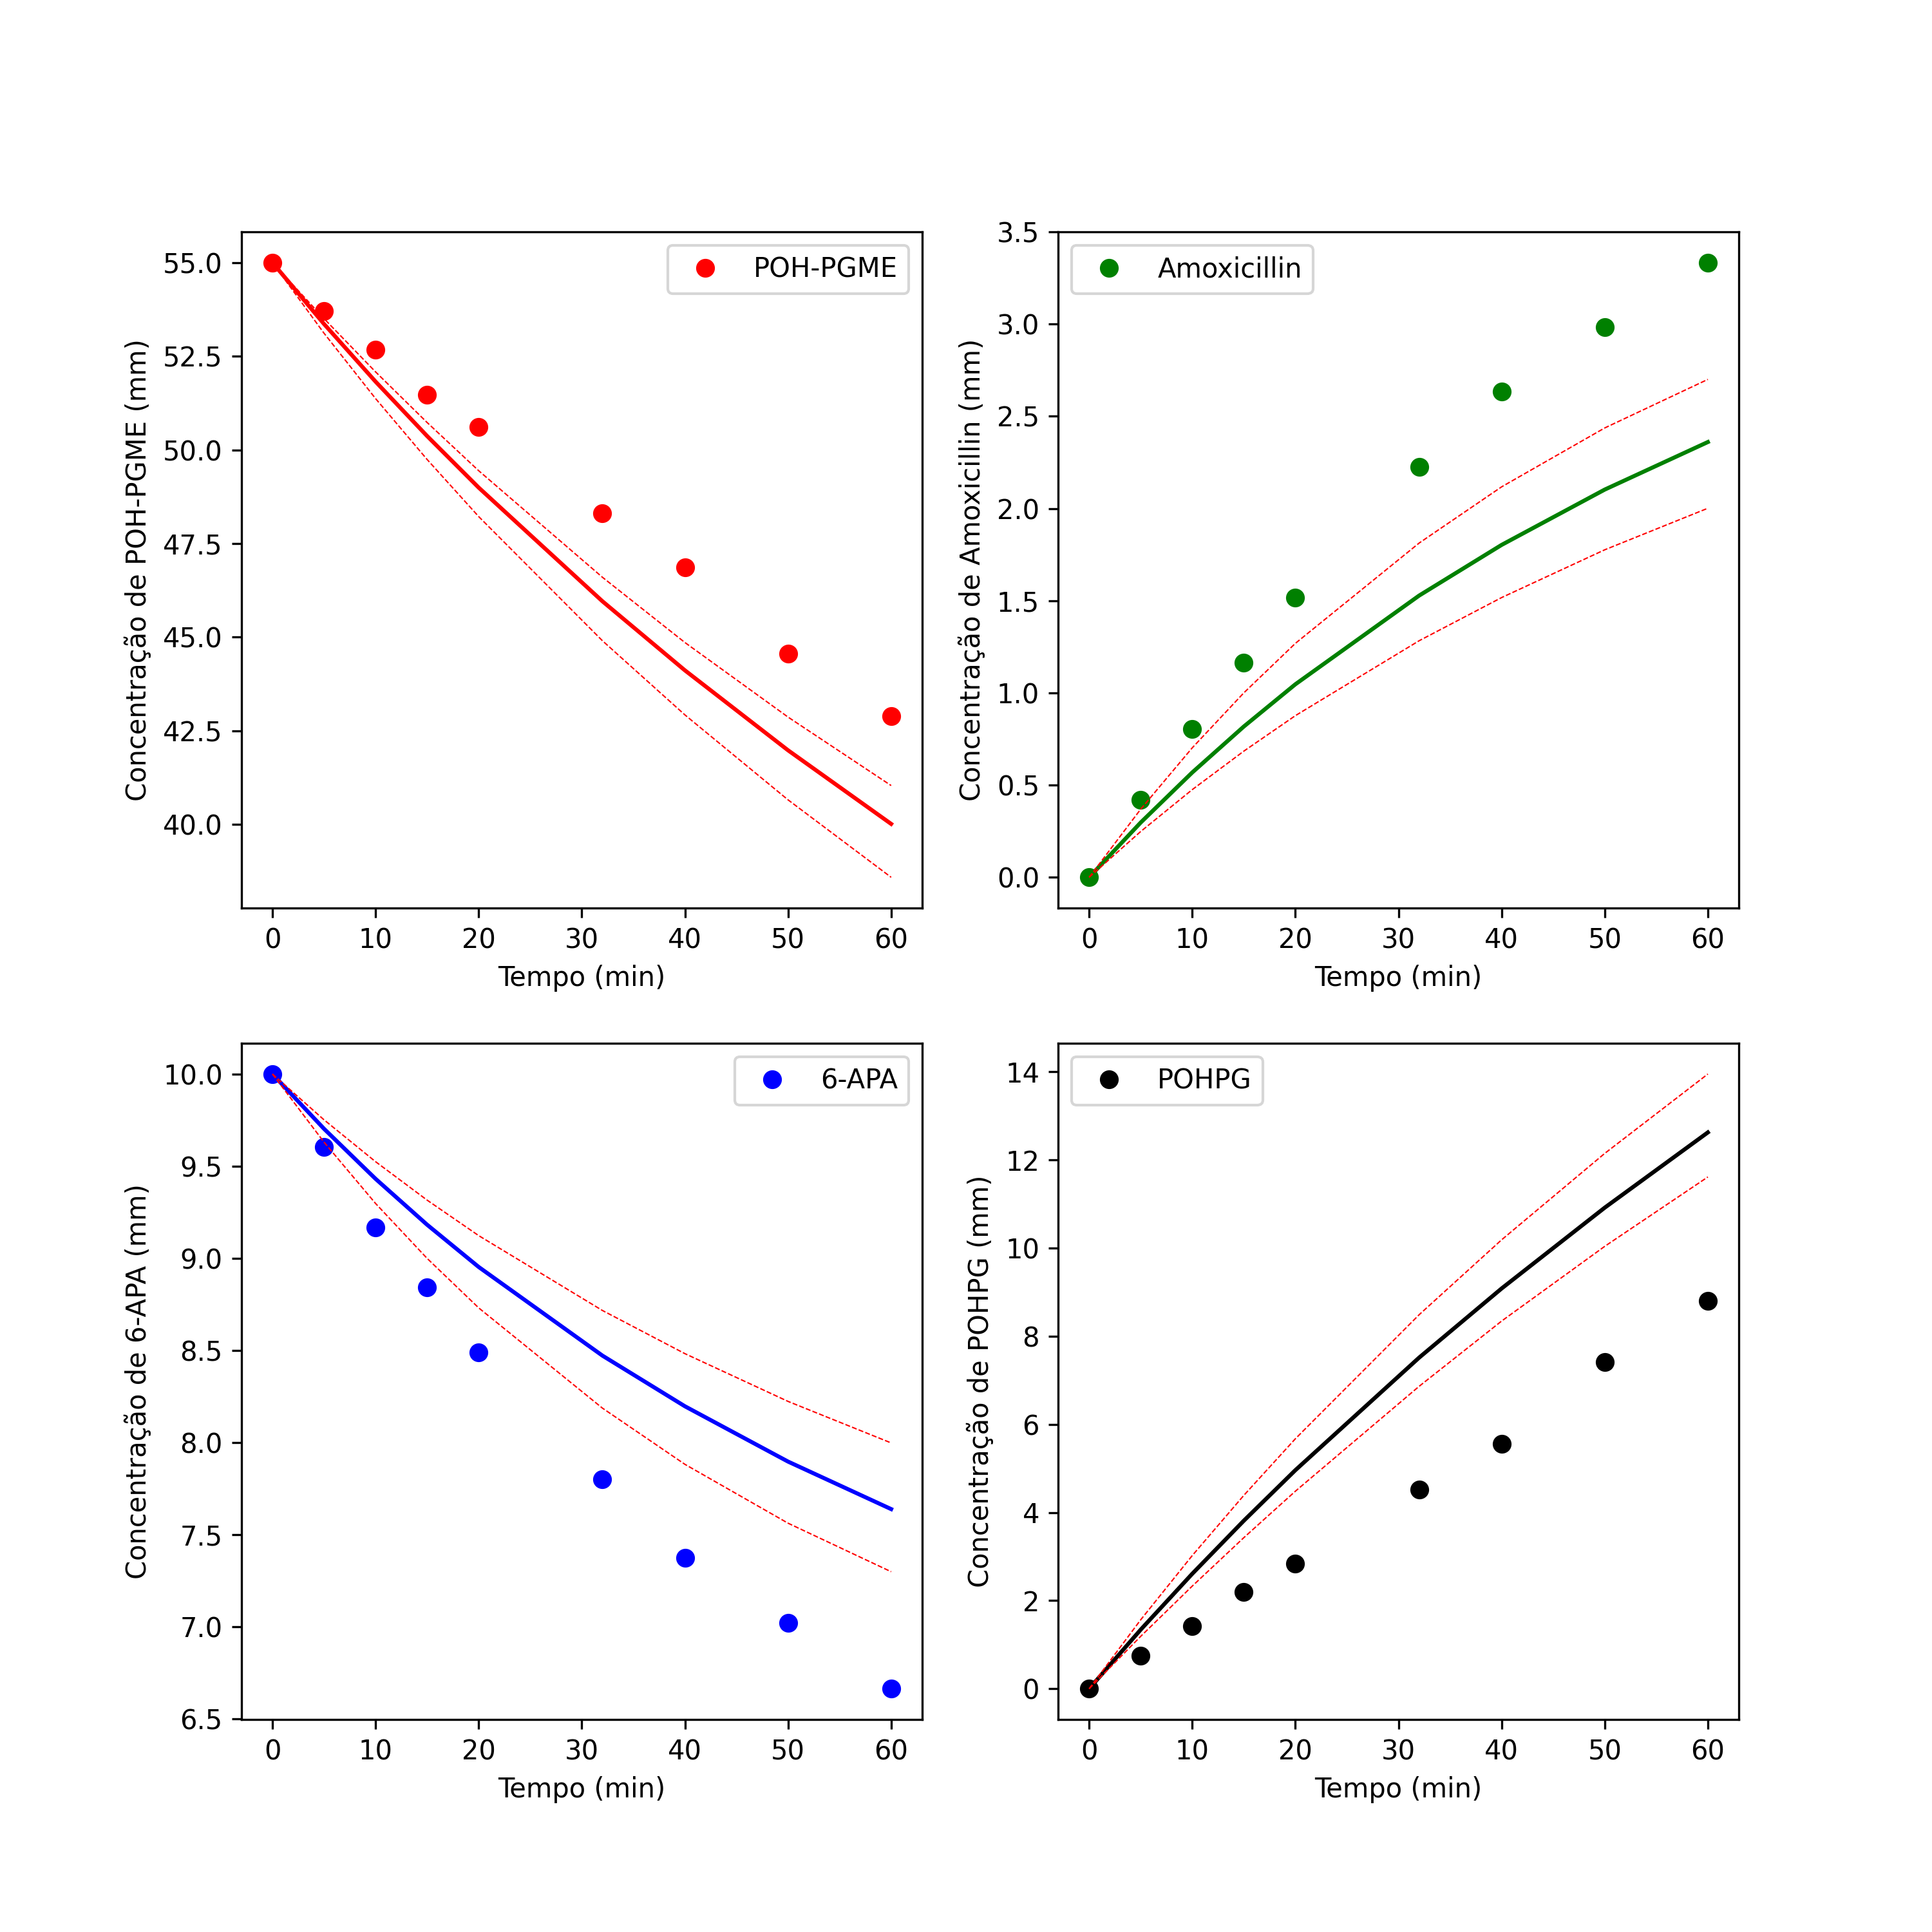 Concentração de POH-PGME (mm)
55.0
52.5
50.0
47.5
45.0
42.5
40.0
POH-PGME
0 10 20 30 40 50 60
Tempo (min)
Concentração de Amoxicillin (mm)
3.5
3.0
2.5
2.0
1.5
1.0
0.5
0.0
Amoxicillin
0 10 20 30 40 50 60
Tempo (min)
Concentração de 6-APA (mm)
10.0
9.5
9.0
8.5
8.0
7.5
7.0
6.5
6-APA
0 10 20 30 40 50 60
Tempo (min)
Concentração de POHPG (mm)
14
12
10
8
6
4
2
0
POHPG
0 10 20 30 40 50 60
Tempo (min)